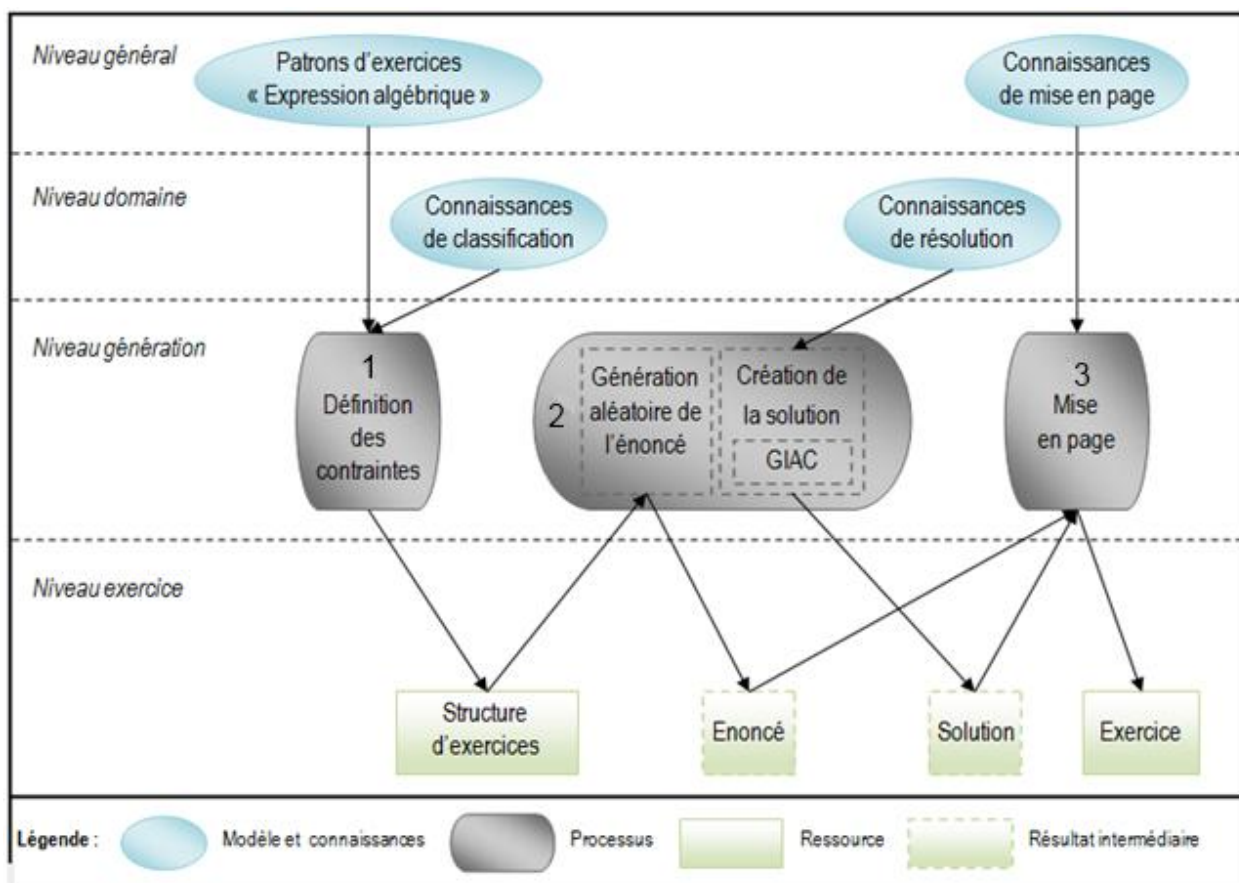 Niveau général
Patrons d'exercices
« Expression algébrique »
Connaissances
de mise en page
Niveau domaine
Connaissances
de classification
Connaissances
de résolution
Niveau génération
1
Définition
des
contraintes
2
Génération
aléatoire de
l'énoncé
Création de
la solution
GIAC
3
Mise
en page
Niveau exercice
Structure
d'exercices
Enoncé
Solution
Exercice
Légende :
Modèle et connaissances
Processus
Ressource
Résultat intermédiaire